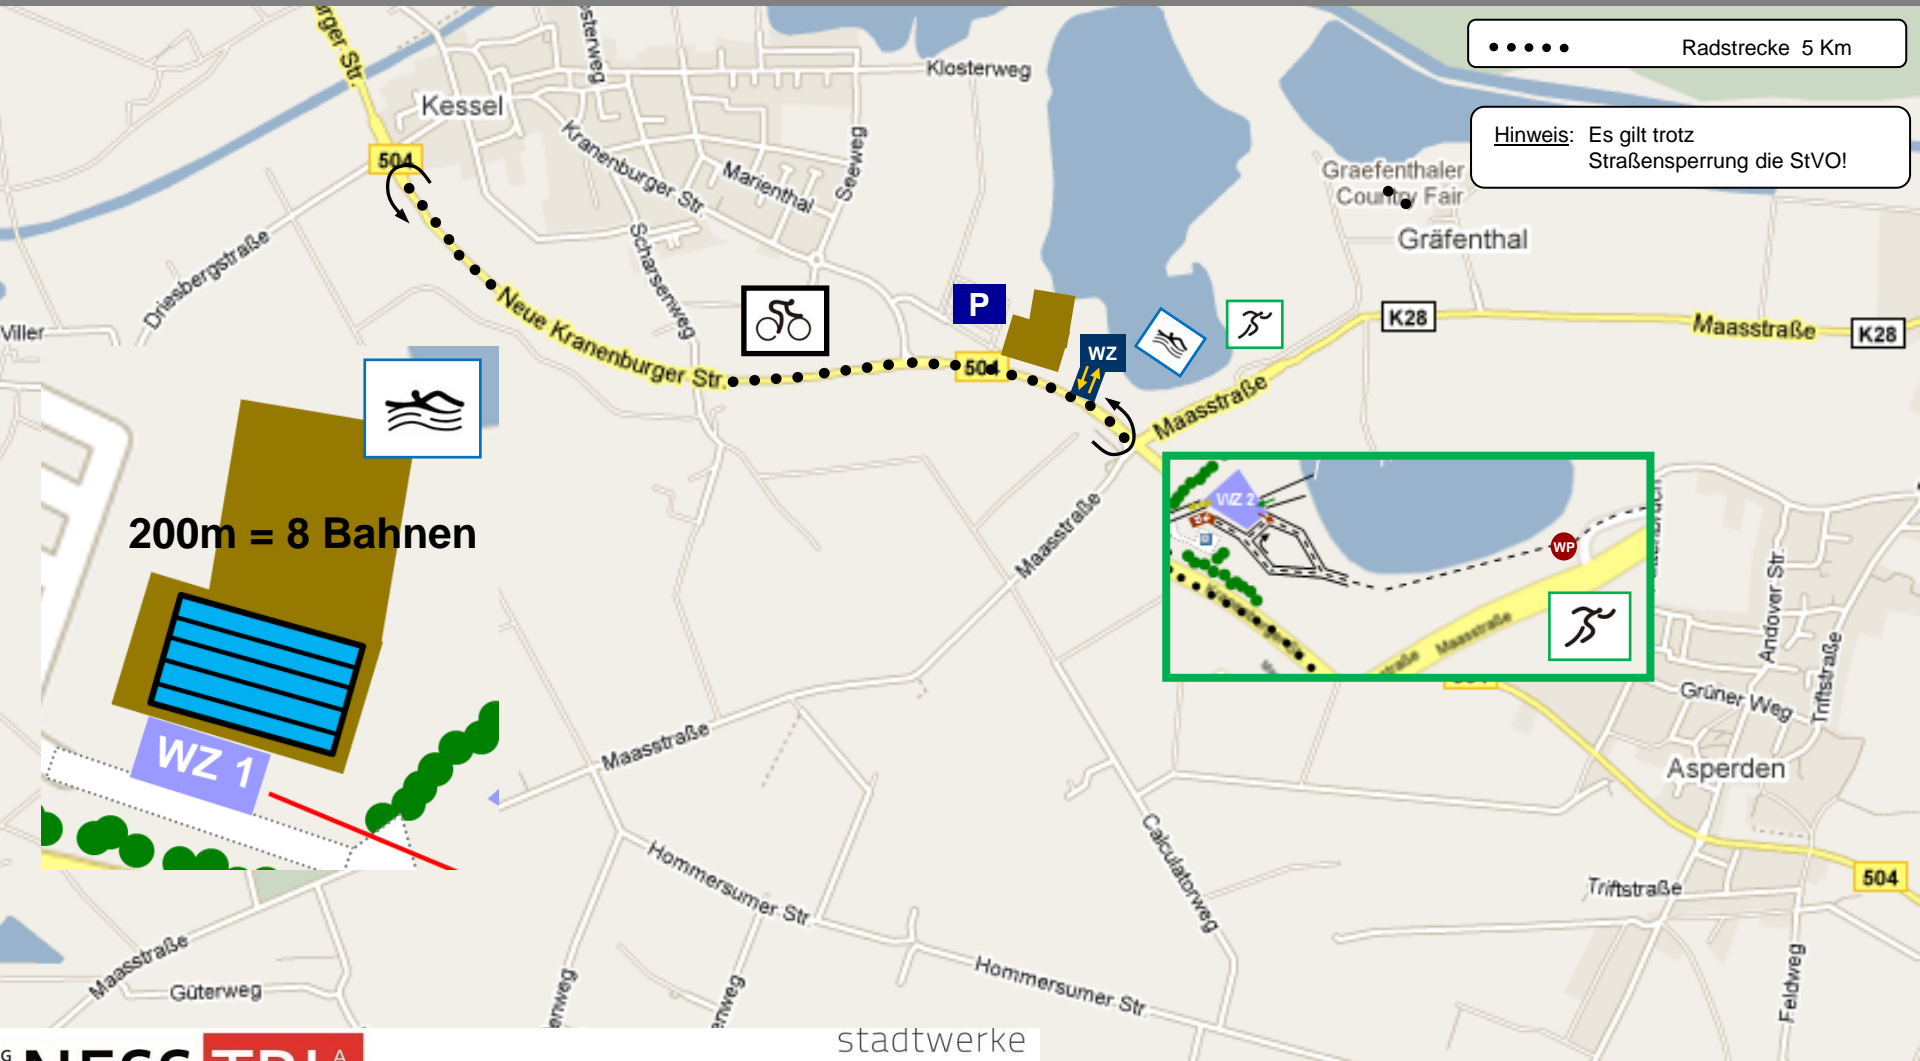 Radstrecke 5 Km
Hinweis: Es gilt trotz
Straßensperrung die StVO!
Klosterweg
Kessel
504
Kranenburger Str.
Marienthal
Seeweg
Scharsenweg
Driesbergstraße
Viller
Graefenthaler
Country Fair
Gräfenthal
K28
Maasstraße
K28
Neue Kranenburger Str.
P
504
WZ
Maasstraße
Maasstraße
200m = 8 Bahnen
WZ 1
WZ 2
WP
Maasstraße
Andover Str
Triftstraße
Grüner Weg
Asperden
504
Triftstraße
Feldweg
Maasstraße
Calculatorweg
Hommersumer Str.
Hommersumer Str
Maasstraße
Güterweg
stadtwerke